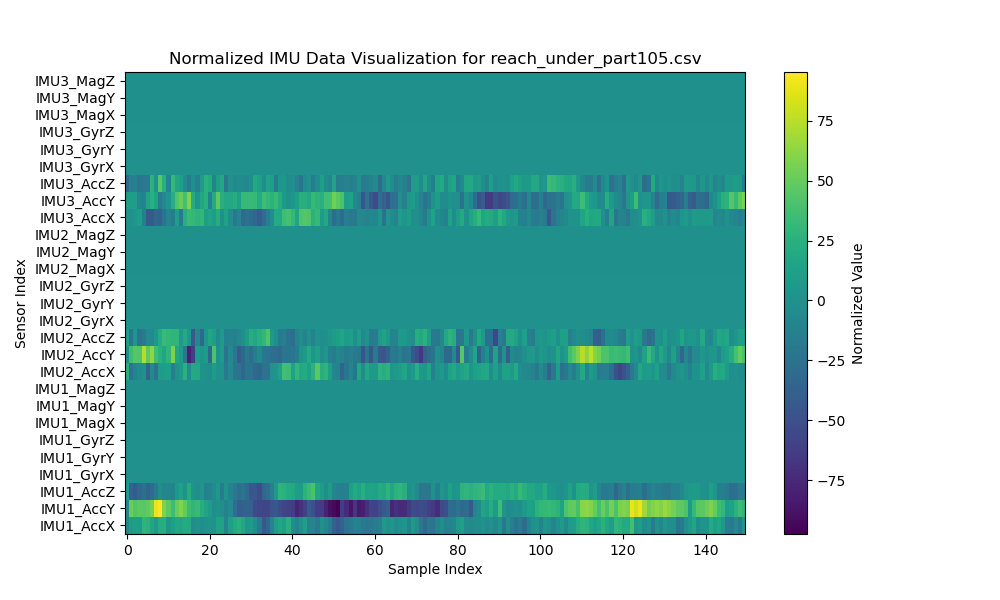 Normalized IMU Data Visualization for reach_under_part105.csv
IMU3_MagZ
IMU3_MagY
IMU3_MagX
IMU3_GyrZ
IMU3_GyrY
IMU3_GyrX
IMU3_AccZ
IMU3_AccY
IMU3_AccX
IMU2_MagZ
IMU2_MagY
IMU2_MagX
IMU2_GyrZ
IMU2_GyrY
IMU2_GyrX
IMU2_AccZ
IMU2_AccY
IMU2_AccX
IMU1_MagZ
IMU1_MagY
IMU1_MagX
IMU1_GyrZ
IMU1_GyrY
IMU1_GyrX
IMU1_AccZ
IMU1_AccY
IMU1_AccX
Sensor Index
0 20 40 60 80 100 120 140
Sample Index
75
50
25
0
−25
−50
−75
Normalized Value